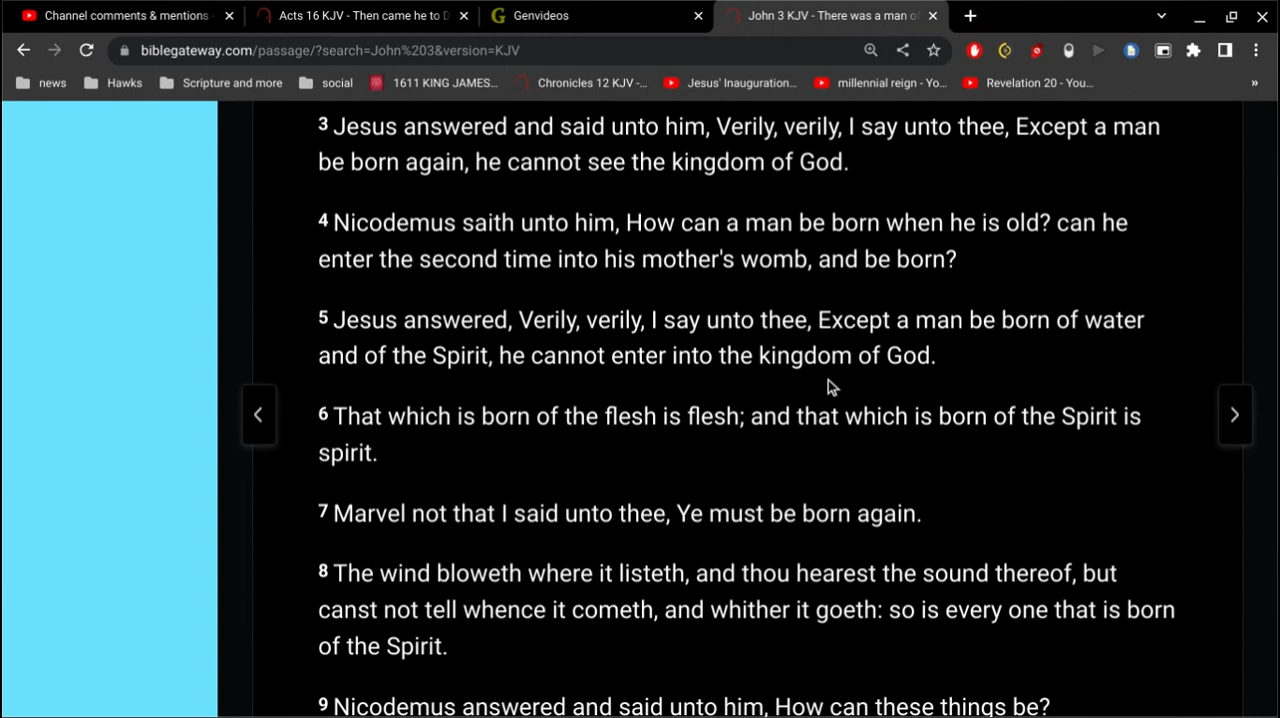 Channel comments & mentions
Acts 16 KJV - Then came he to D
Genvideos
John 3 KJV - There was a man o
biblegateway.com/passage/?search=John%203&version=KJV
news
Hawks
Scripture and more
social
1611 KING JAMES...
Chronicles 12 KJV -...
Jesus' Inauguration...
millennial reign - Yo...
Revelation 20 - You...
»
3 Jesus answered and said unto him, Verily, verily, I say unto thee, Except a man
be born again, he cannot see the kingdom of God.
4 Nicodemus saith unto him, How can a man be born when he is old? can he
enter the second time into his mother's womb, and be born?
5 Jesus answered, Verily, verily, I say unto thee, Except a man be born of water
and of the Spirit, he cannot enter into the kingdom of God.
6 That which is born of the flesh is flesh; and that which is born of the Spirit is
spirit.
7 Marvel not that I said unto thee, Ye must be born again.
8 The wind bloweth where it listeth, and thou hearest the sound thereof, but
canst not tell whence it cometh, and whither it goeth: so is every one that is born
of the Spirit.
9 Nicodemus answered and said unto him, How can these things be?